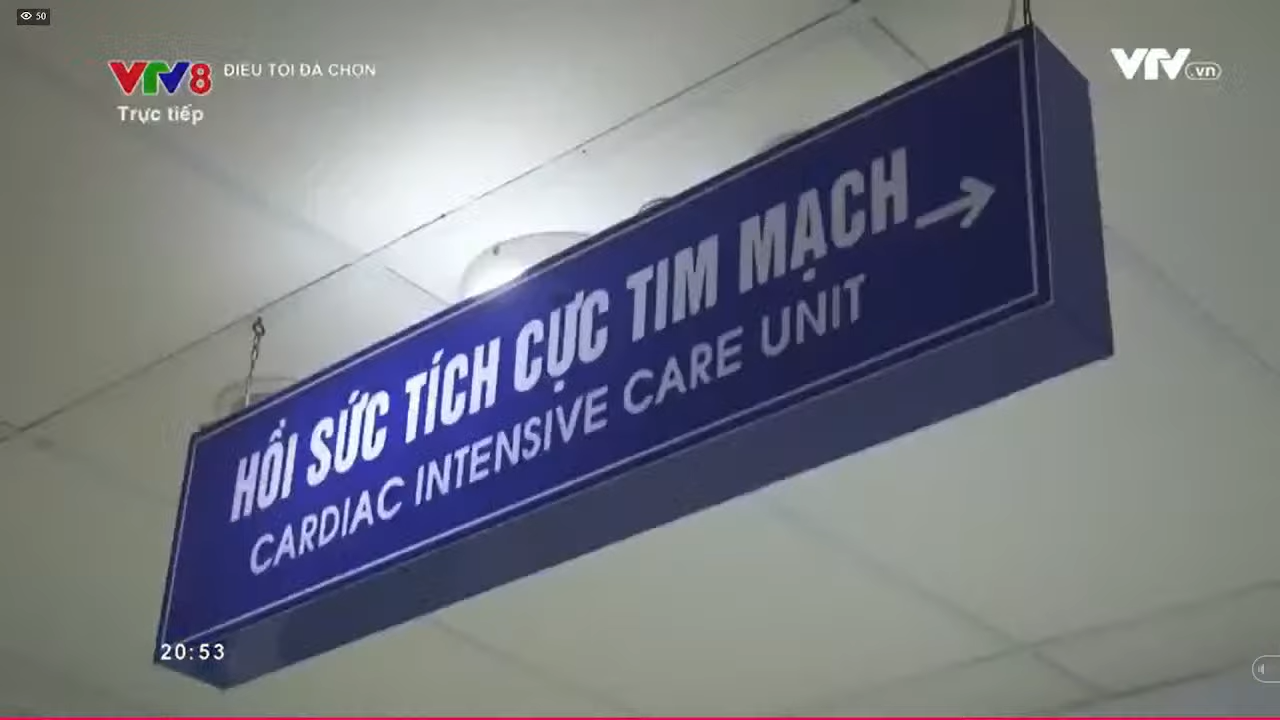 50
VTV8 ĐIỀU TÔI ĐÃ CHỌN
Trực tiếp
VTV.vn
HỒI SỨC TÍCH CỰC TIM MẠCH →
CARDIAC INTENSIVE CARE UNIT
20:53